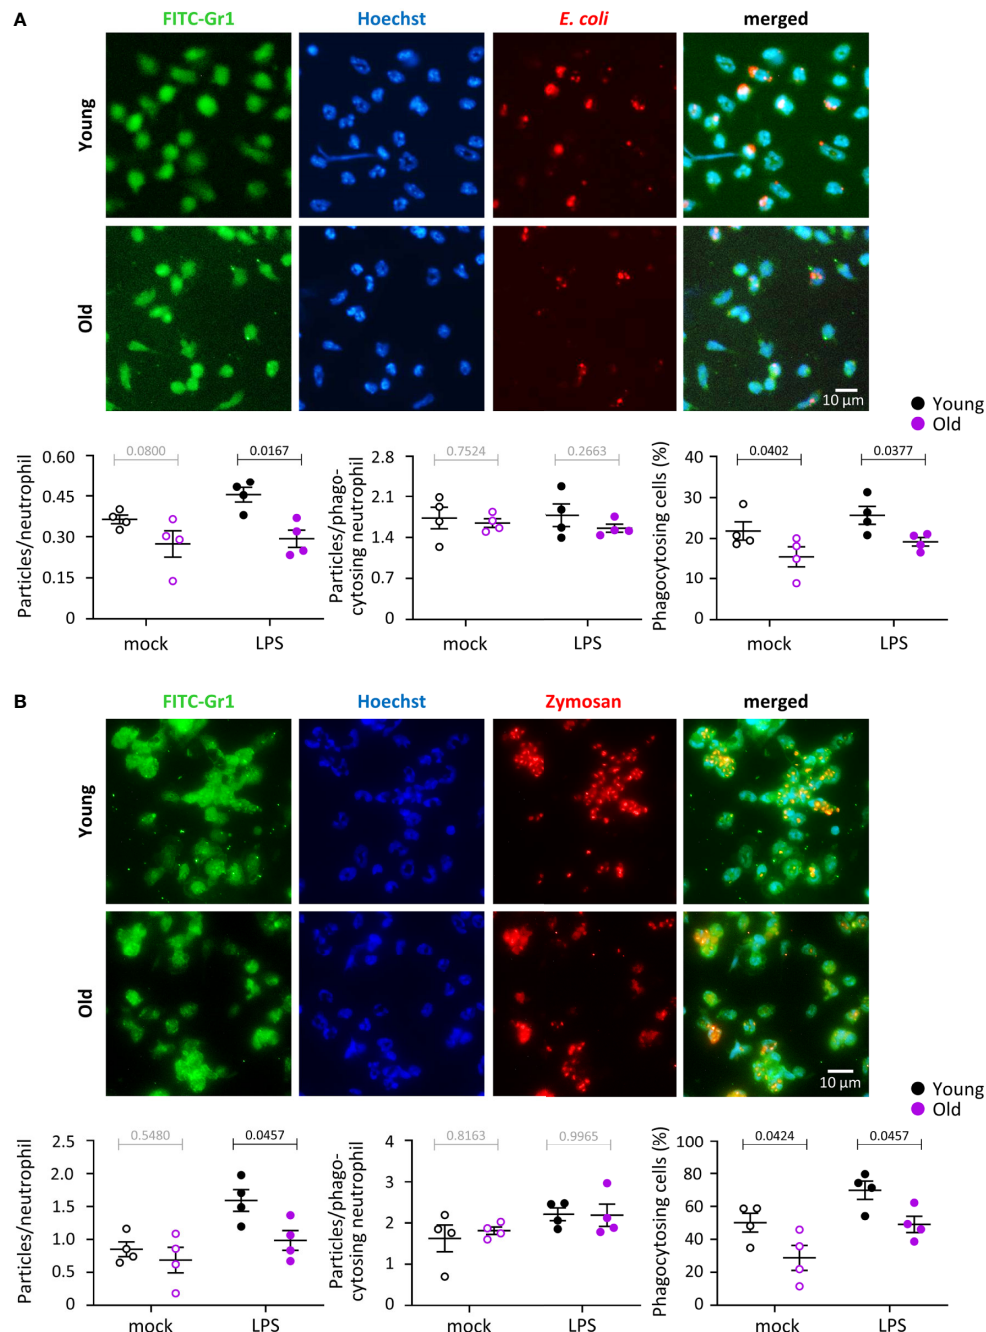 A
FITC-Gr1
Hoechst
E. coli
merged
Young
Old
10 µm
Young
Old
Particles/neutrophil
0.60
0.45
0.30
0.15
0
0.0800
0.0167
mock
LPS
Particles/phago-
cytosing neutrophil
2.8
2.1
1.4
0.7
0
0.7524
0.2663
mock
LPS
Phagocytosing cells (%)
40
30
20
10
0
0.0402
0.0377
mock
LPS
B
FITC-Gr1
Hoechst
Zymosan
merged
Young
Old
10 µm
Young
Old
Particles/neutrophil
2.5
2.0
1.5
1.0
0.5
0
0.5480
0.0457
mock
LPS
Particles/phago-
cytosing neutrophil
4
3
2
1
0
0.8163
0.9965
mock
LPS
Phagocytosing cells (%)
100
80
60
40
20
0
0.0424
0.0457
mock
LPS